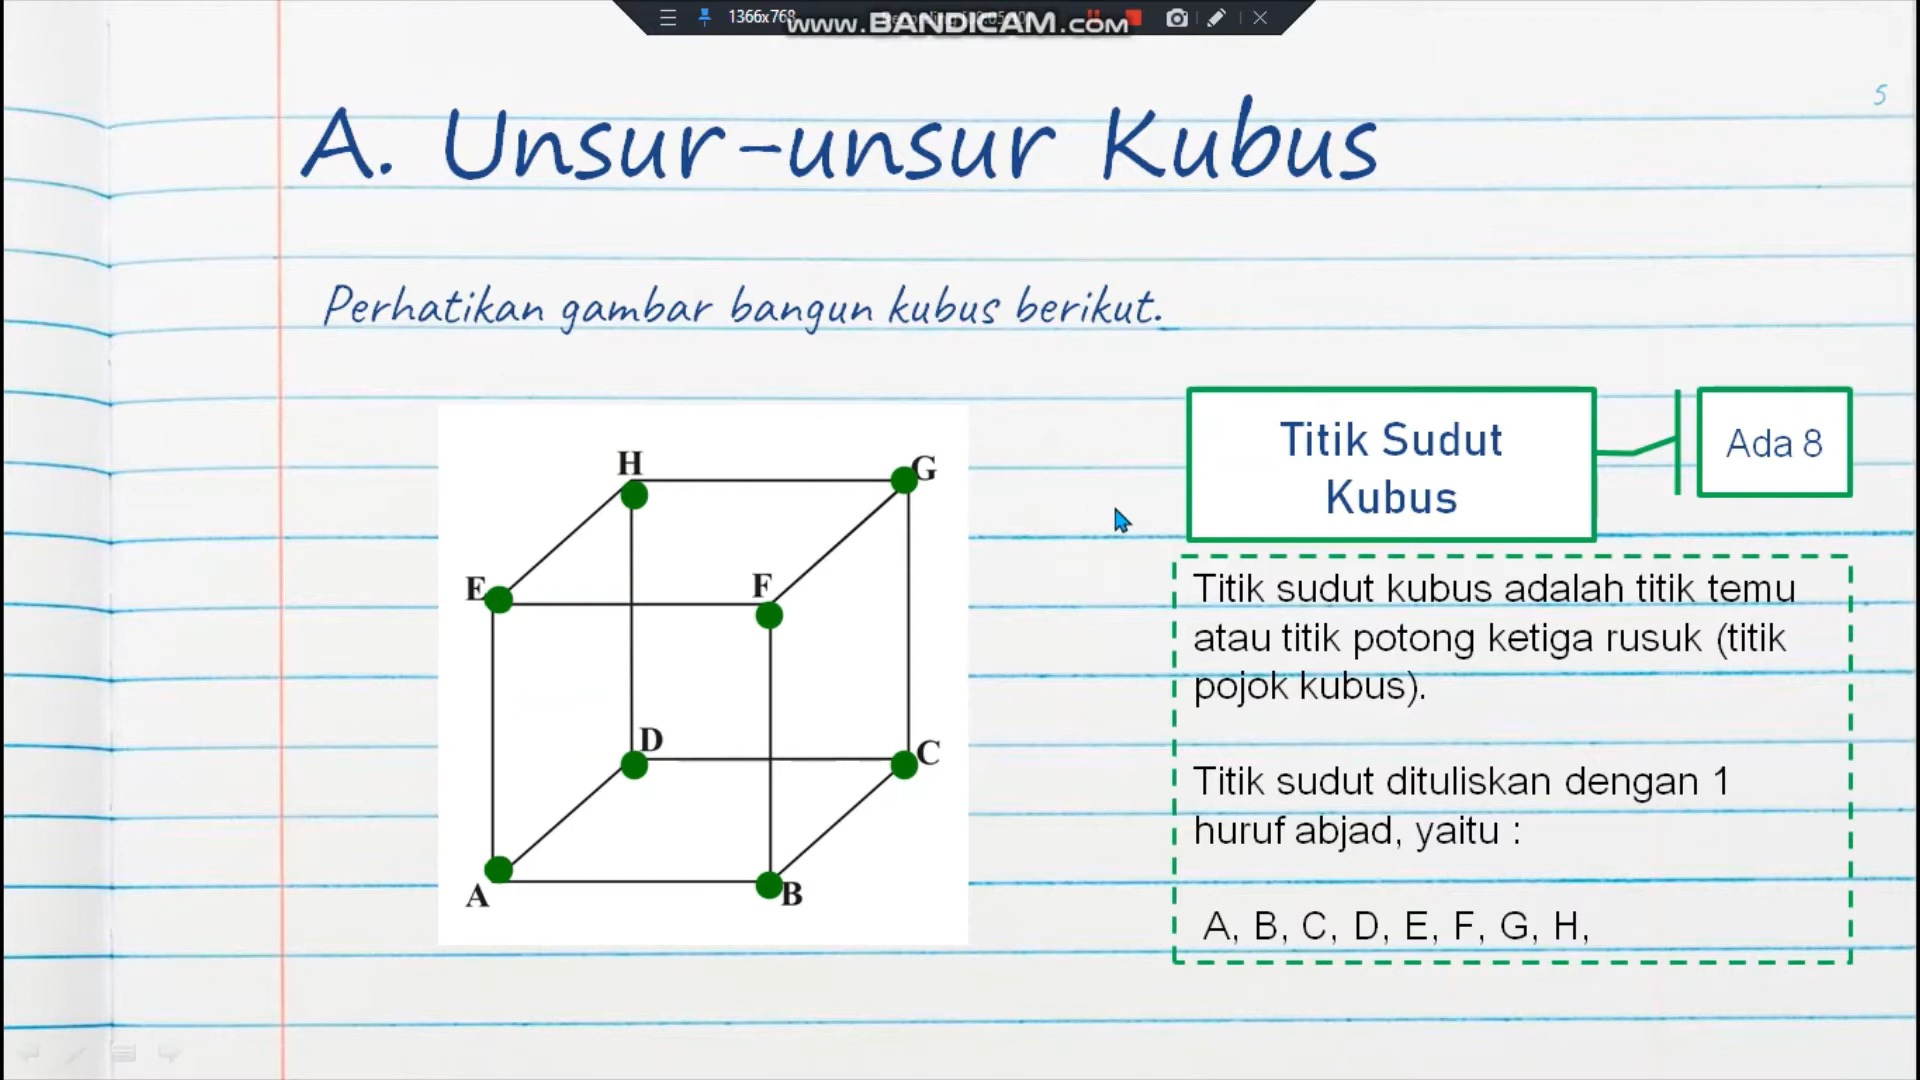 1366x768
www.BANDICAM.com
5
A. Unsur-unsur Kubus
Perhatikan gambar bangun kubus berikut.
H
G
E
F
D
C
A
B
Titik Sudut
Kubus
Ada 8
Titik sudut kubus adalah titik temu
atau titik potong ketiga rusuk (titik
pojok kubus).
Titik sudut dituliskan dengan 1
huruf abjad, yaitu :
A, B, C, D, E, F, G, H,